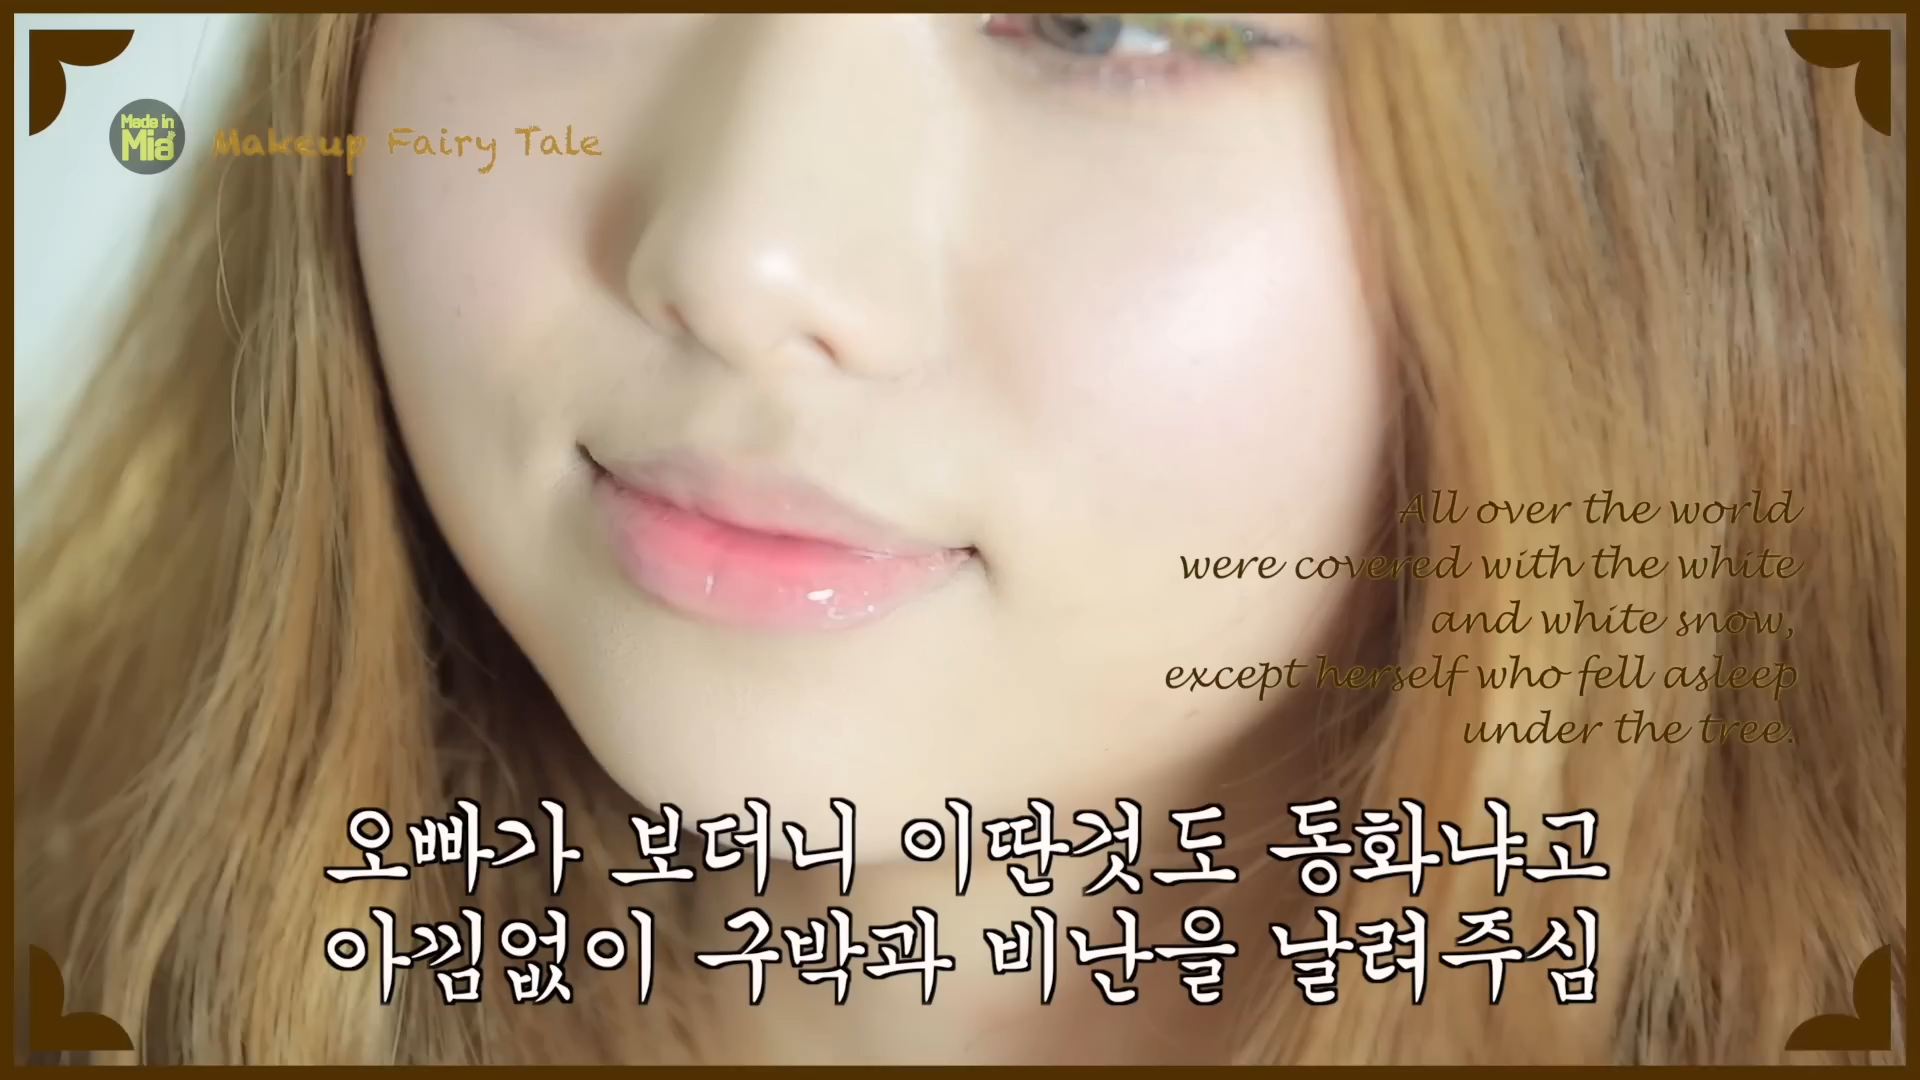 Made in
Mia
Makeup Fairy Tale
All over the world
were covered with the white
and white snow,
except herself who fell asleep
under the tree.
오빠가 보더니 이딴것도 동화냐고
아낌없이 구박과 비난을 날려주심